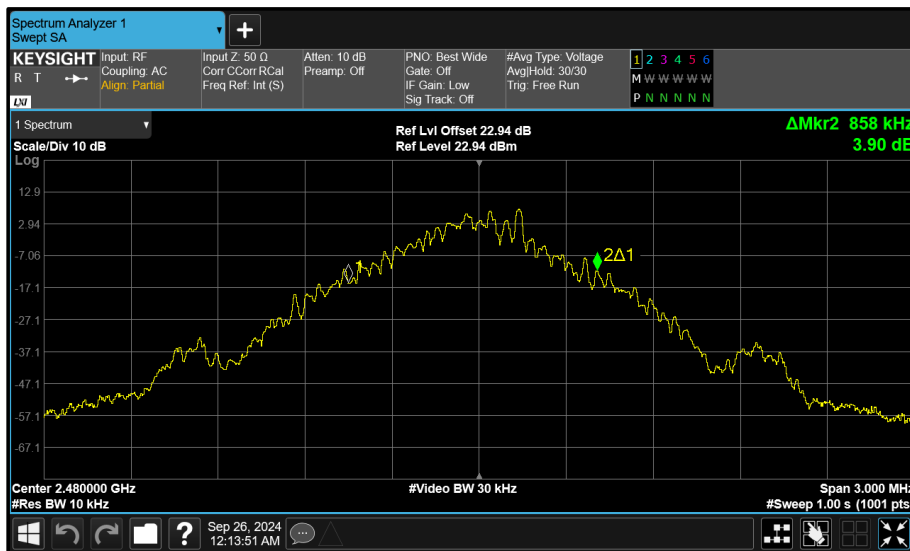 Spectrum Analyzer 1
Swept SA
+
KEYSIGHT
R T
LXI
Input: RF
Coupling: AC
Align: Partial
Input Z: 50 Ω
Corr CCorr RCal
Freq Ref: Int (S)
Atten: 10 dB
Preamp: Off
PNO: Best Wide
Gate: Off
IF Gain: Low
Sig Track: Off
#Avg Type: Voltage
Avg|Hold: 30/30
Trig: Free Run
1 2 3 4 5 6
M W W W W W
P N N N N N
1 Spectrum
Scale/Div 10 dB
Ref Lvl Offset 22.94 dB
Ref Level 22.94 dBm
ΔMkr2 858 kHz
3.90 dB
Log
12.9
2.94
-7.06
-17.1
-27.1
-37.1
-47.1
-57.1
-67.1
1
2Δ1
Center 2.480000 GHz
#Res BW 10 kHz
#Video BW 30 kHz
Span 3.000 MHz
#Sweep 1.00 s (1001 pts
?
Sep 26, 2024
12:13:51 AM